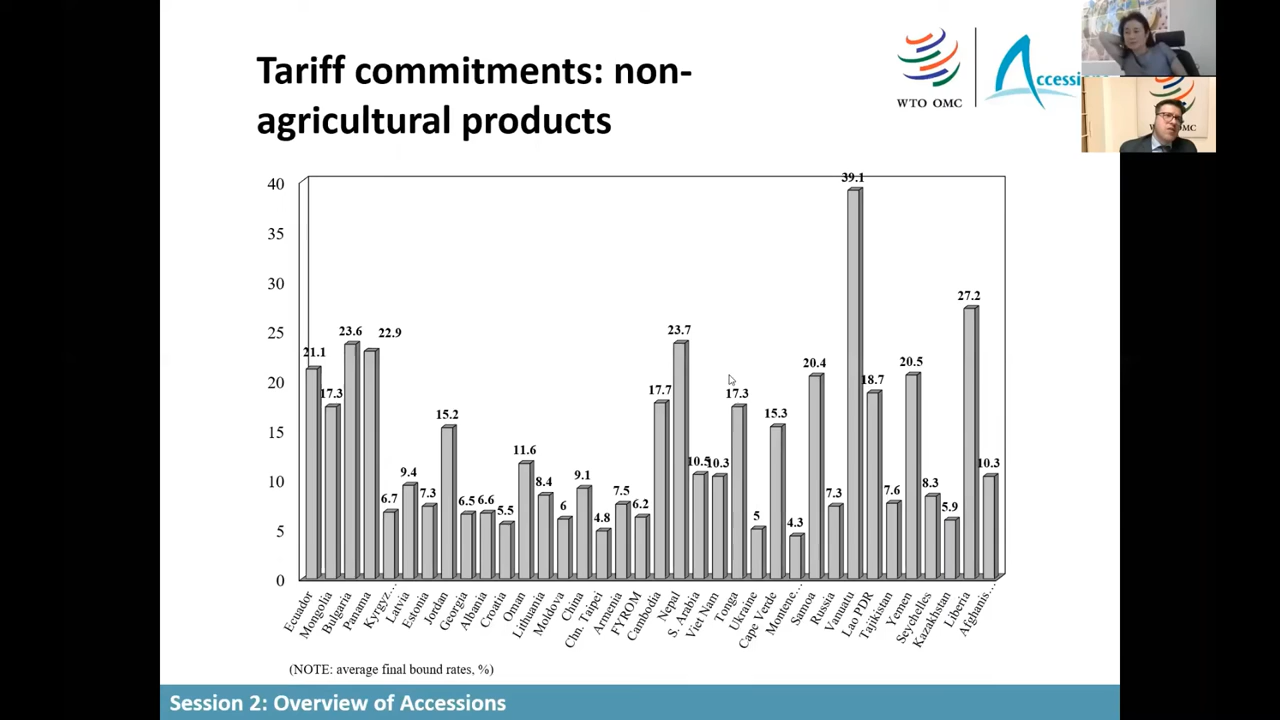 Tariff commitments: non-
agricultural products
WTO OMC
ccessi
40
35
30
25
20
15
10
5
0
21.1
17.3
23.6
22.9
6.7
9.4
7.3
15.2
6.5
6.6
5.5
11.6
8.4
6
9.1
4.8
7.5
6.2
17.7
23.7
10.5
10.3
17.3
5
15.3
4.3
20.4
7.3
39.1
18.7
7.6
20.5
8.3
5.9
27.2
10.3
Ecuador
Mongolia
Bulgaria
Panama
Kyrgyz...
Latvia
Estonia
Jordan
Georgia
Albania
Croatia
Oman
Lithuania
Moldova
China
Chn. Taipei
Armenia
FYROM
Cambodia
Nepal
S. Arabia
Viet Nam
Tonga
Ukraine
Cape Verde
Montene...
Samoa
Russia
Vanuatu
Lao PDR
Tajikistan
Yemen
Seychelles
Kazakhstan
Liberia
Afghanis...
(NOTE: average final bound rates, %)
Session 2: Overview of Accessions